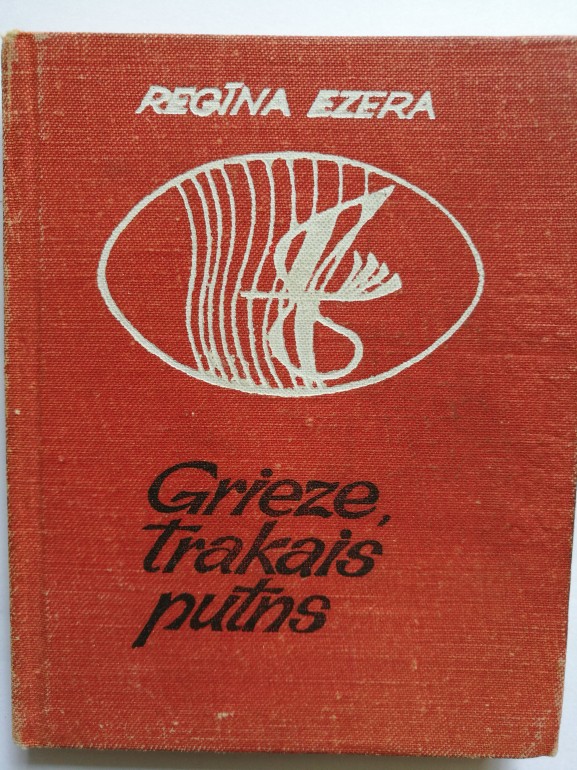 REGĪNA EZERA
Grieze,
trakais
putns